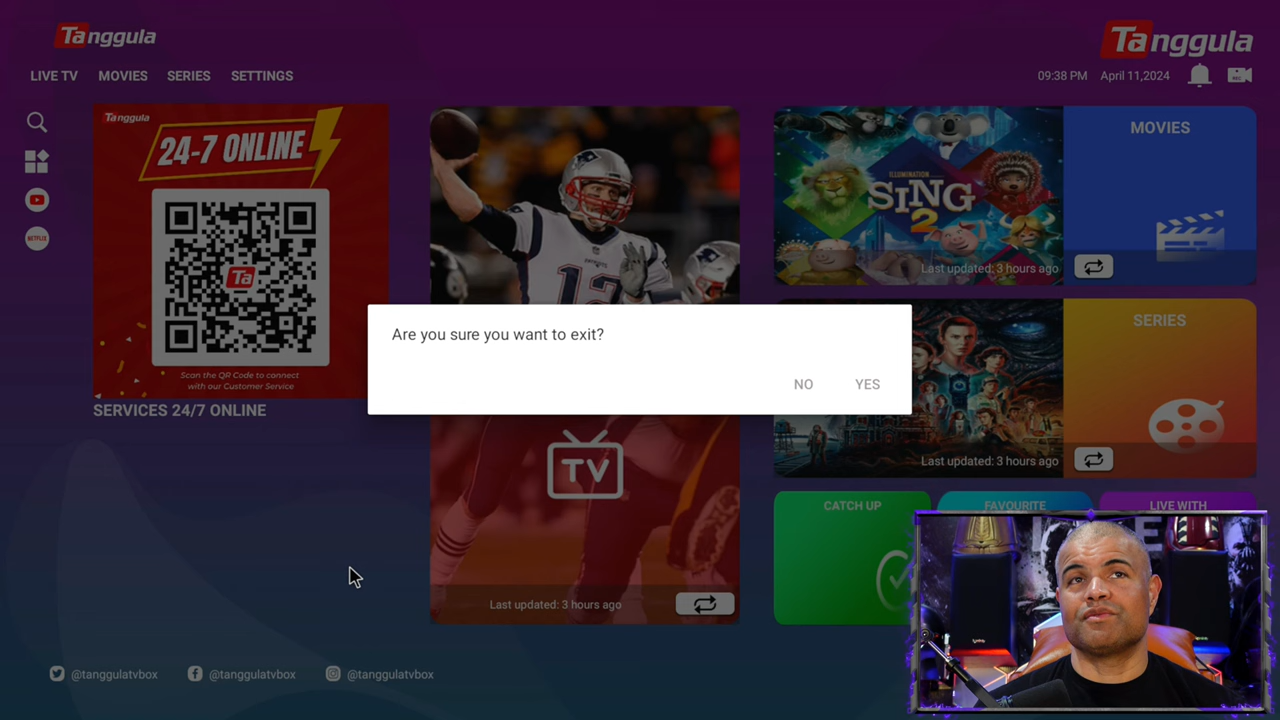 Tanggula
Tanggula
LIVE TV MOVIES SERIES SETTINGS
09:38 PM April 11,2024
Tanggula
24-7 ONLINE
Ta
Scan the QR Code to connect
with our Customer Service
SERVICES 24/7 ONLINE
NETFLIX
12
ILLUMINATION
SING
2
Last updated: 3 hours ago
MOVIES
Are you sure you want to exit?
NO YES
SERIES
Last updated: 3 hours ago
TV
Last updated: 3 hours ago
CATCH UP
FAVOURITE
LIVE WITH
@tanggulatvbox @tanggulatvbox @tanggulatvbox